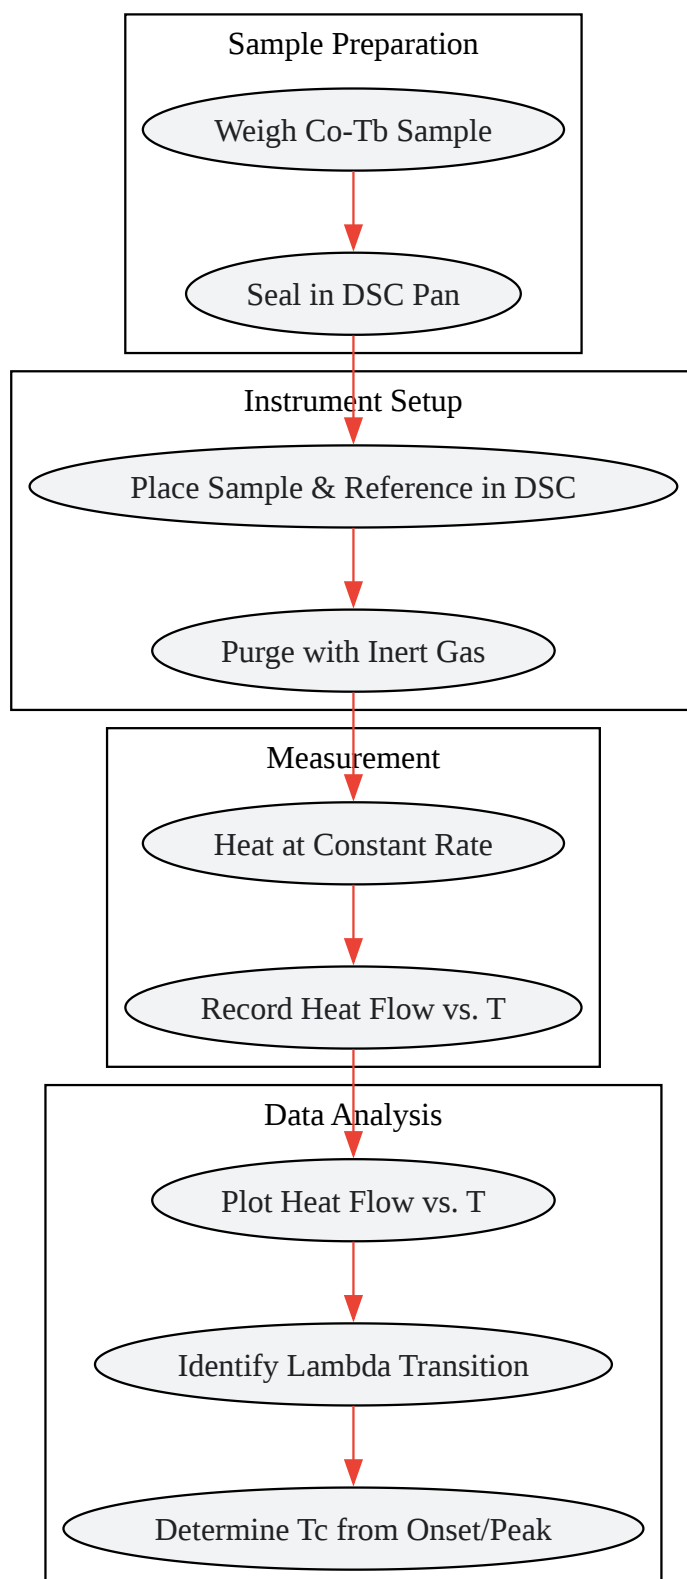 Sample Preparation
Weigh Co-Tb Sample
Seal in DSC Pan
Instrument Setup
Place Sample & Reference in DSC
Purge with Inert Gas
Measurement
Heat at Constant Rate
Record Heat Flow vs. T
Data Analysis
Plot Heat Flow vs. T
Identify Lambda Transition
Determine Tc from Onset/Peak